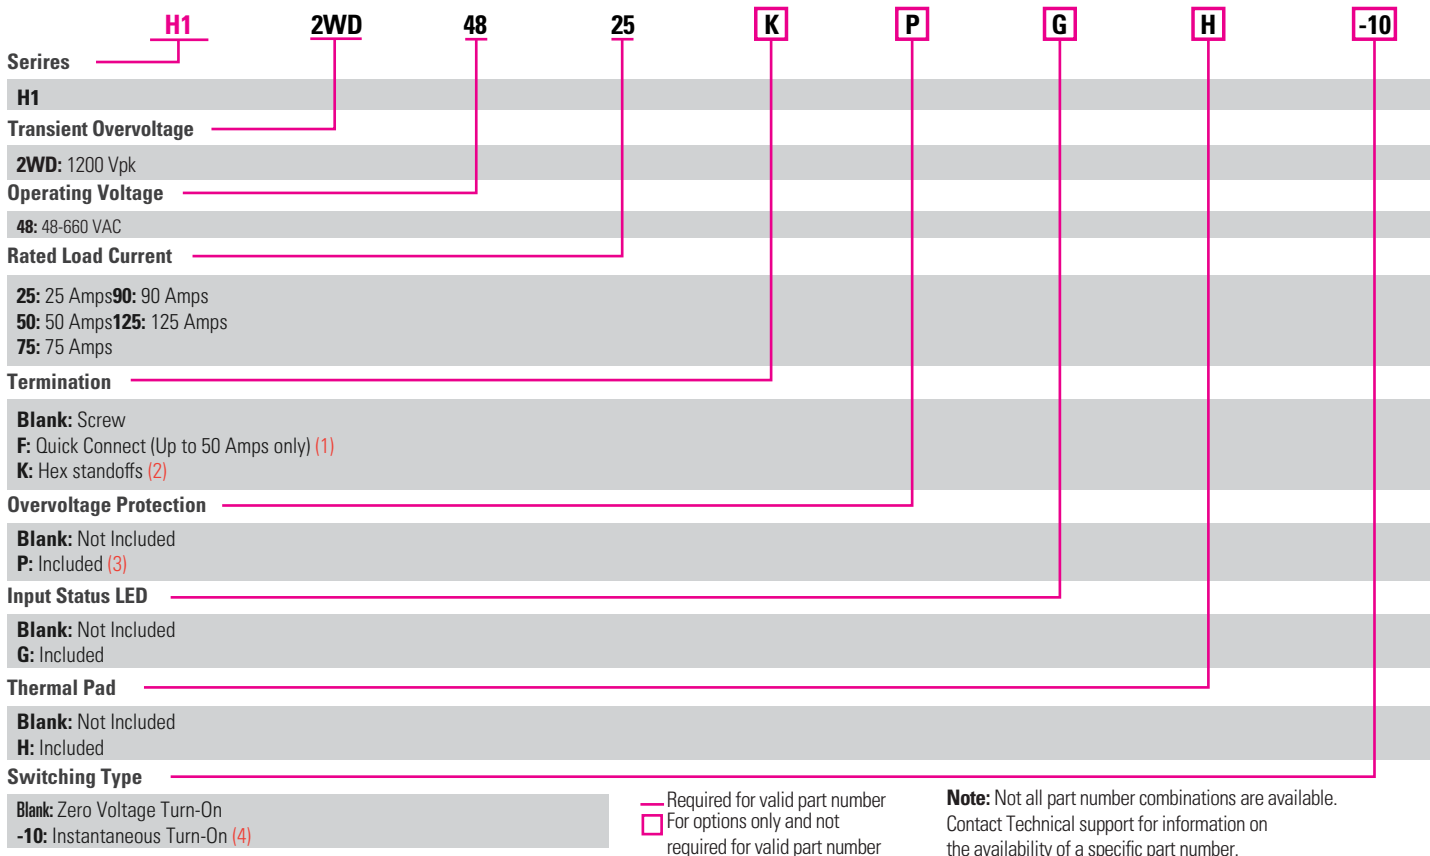 H1 2WD 48 25 K P G H -10
Serires
H1
Transient Overvoltage
2WD: 1200 Vpk
Operating Voltage
48: 48-660 VAC
Rated Load Current
25: 25 Amps90: 90 Amps
50: 50 Amps125: 125 Amps
75: 75 Amps
Termination
Blank: Screw
F: Quick Connect (Up to 50 Amps only) (1)
K: Hex standoffs (2)
Overvoltage Protection
Blank: Not Included
P: Included (3)
Input Status LED
Blank: Not Included
G: Included
Thermal Pad
Blank: Not Included
H: Included
Switching Type
Blank: Zero Voltage Turn-On
-10: Instantaneous Turn-On (4)
Required for valid part number
For options only and not
required for valid part number
Note: Not all part number combinations are available.
Contact Technical support for information on
the availability of a specific part number.